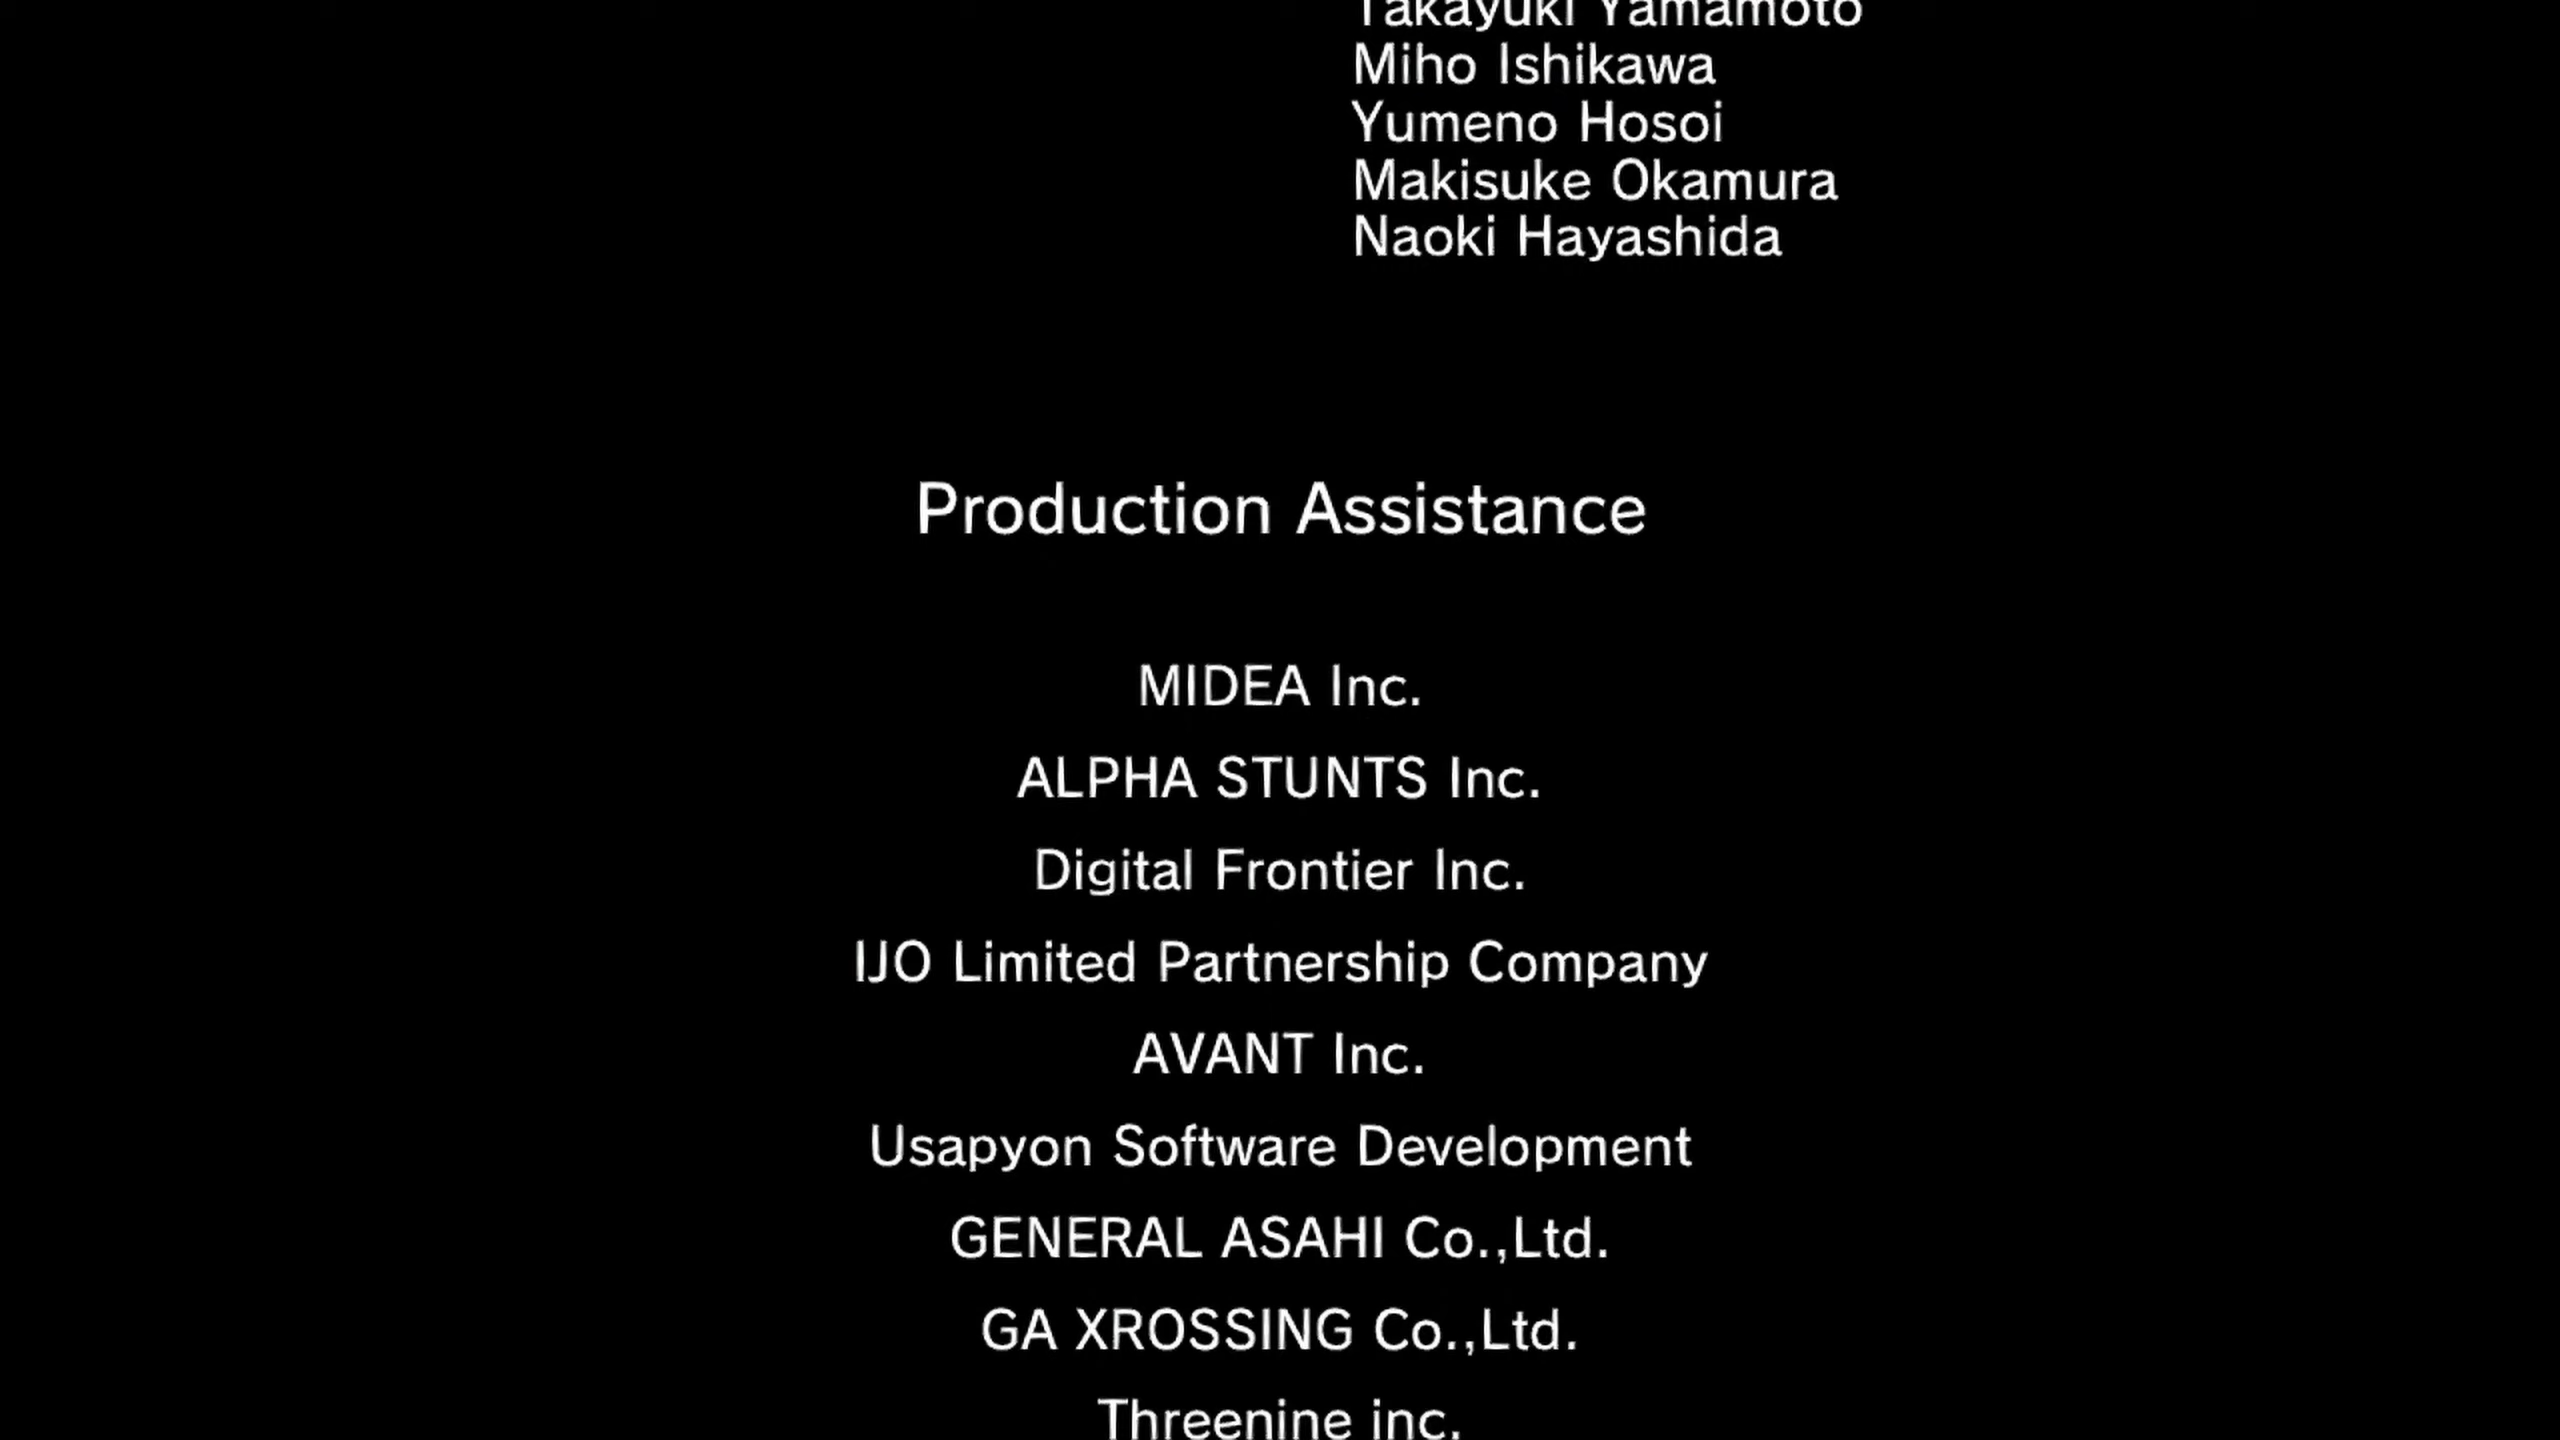 Takayuki Yamamoto
Miho Ishikawa
Yumeno Hosoi
Makisuke Okamura
Naoki Hayashida
Production Assistance
MIDEA Inc.
ALPHA STUNTS Inc.
Digital Frontier Inc.
IJO Limited Partnership Company
AVANT Inc.
Usapyon Software Development
GENERAL ASAHI Co.,Ltd.
GA XROSSING Co.,Ltd.
Threenine inc.